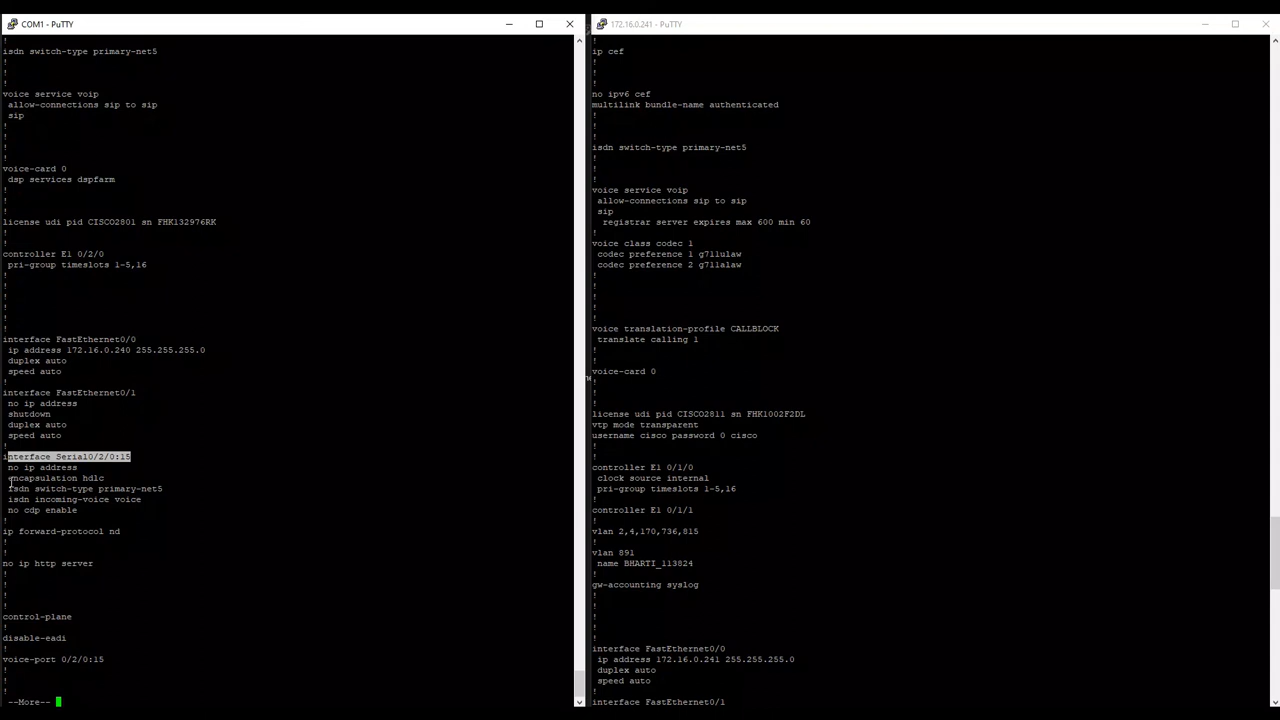 COM1 - PuTTY
!
isdn switch-type primary-net5
!
!
!
voice service voip
 allow-connections sip to sip
 sip
!
!
!
!
voice-card 0
 dsp services dspfarm
!
!
!
license udi pid CISCO2801 sn FHK132976RK
!
!
controller E1 0/2/0
 pri-group timeslots 1-5,16
!
!
!
!
!
!
interface FastEthernet0/0
 ip address 172.16.0.240 255.255.255.0
 duplex auto
 speed auto
!
interface FastEthernet0/1
 no ip address
 shutdown
 duplex auto
 speed auto
!
interface Serial0/2/0:15
 no ip address
 encapsulation hdlc
 isdn switch-type primary-net5
 isdn incoming-voice voice
 no cdp enable
!
ip forward-protocol nd
!
!
no ip http server
!
!
!
!
control-plane
!
disable-eadi
!
voice-port 0/2/0:15
!
!
!
 --More--
172.16.0.241 - PuTTY
!
ip cef
!
!
!
no ipv6 cef
multilink bundle-name authenticated
!
!
!
isdn switch-type primary-net5
!
!
!
voice service voip
 allow-connections sip to sip
 sip
  registrar server expires max 600 min 60
!
voice class codec 1
 codec preference 1 g711ulaw
 codec preference 2 g711alaw
!
!
!
!
!
voice translation-profile CALLBLOCK
 translate calling 1
!
!
voice-card 0
!
!
!
license udi pid CISCO2811 sn FHK1002F2DL
vtp mode transparent
username cisco password 0 cisco
!
!
controller E1 0/1/0
 clock source internal
 pri-group timeslots 1-5,16
!
controller E1 0/1/1
!
vlan 2,4,170,736,815
!
vlan 891
 name BHARTI_113824
!
gw-accounting syslog
!
!
!
!
!
interface FastEthernet0/0
 ip address 172.16.0.241 255.255.255.0
 duplex auto
 speed auto
!
interface FastEthernet0/1